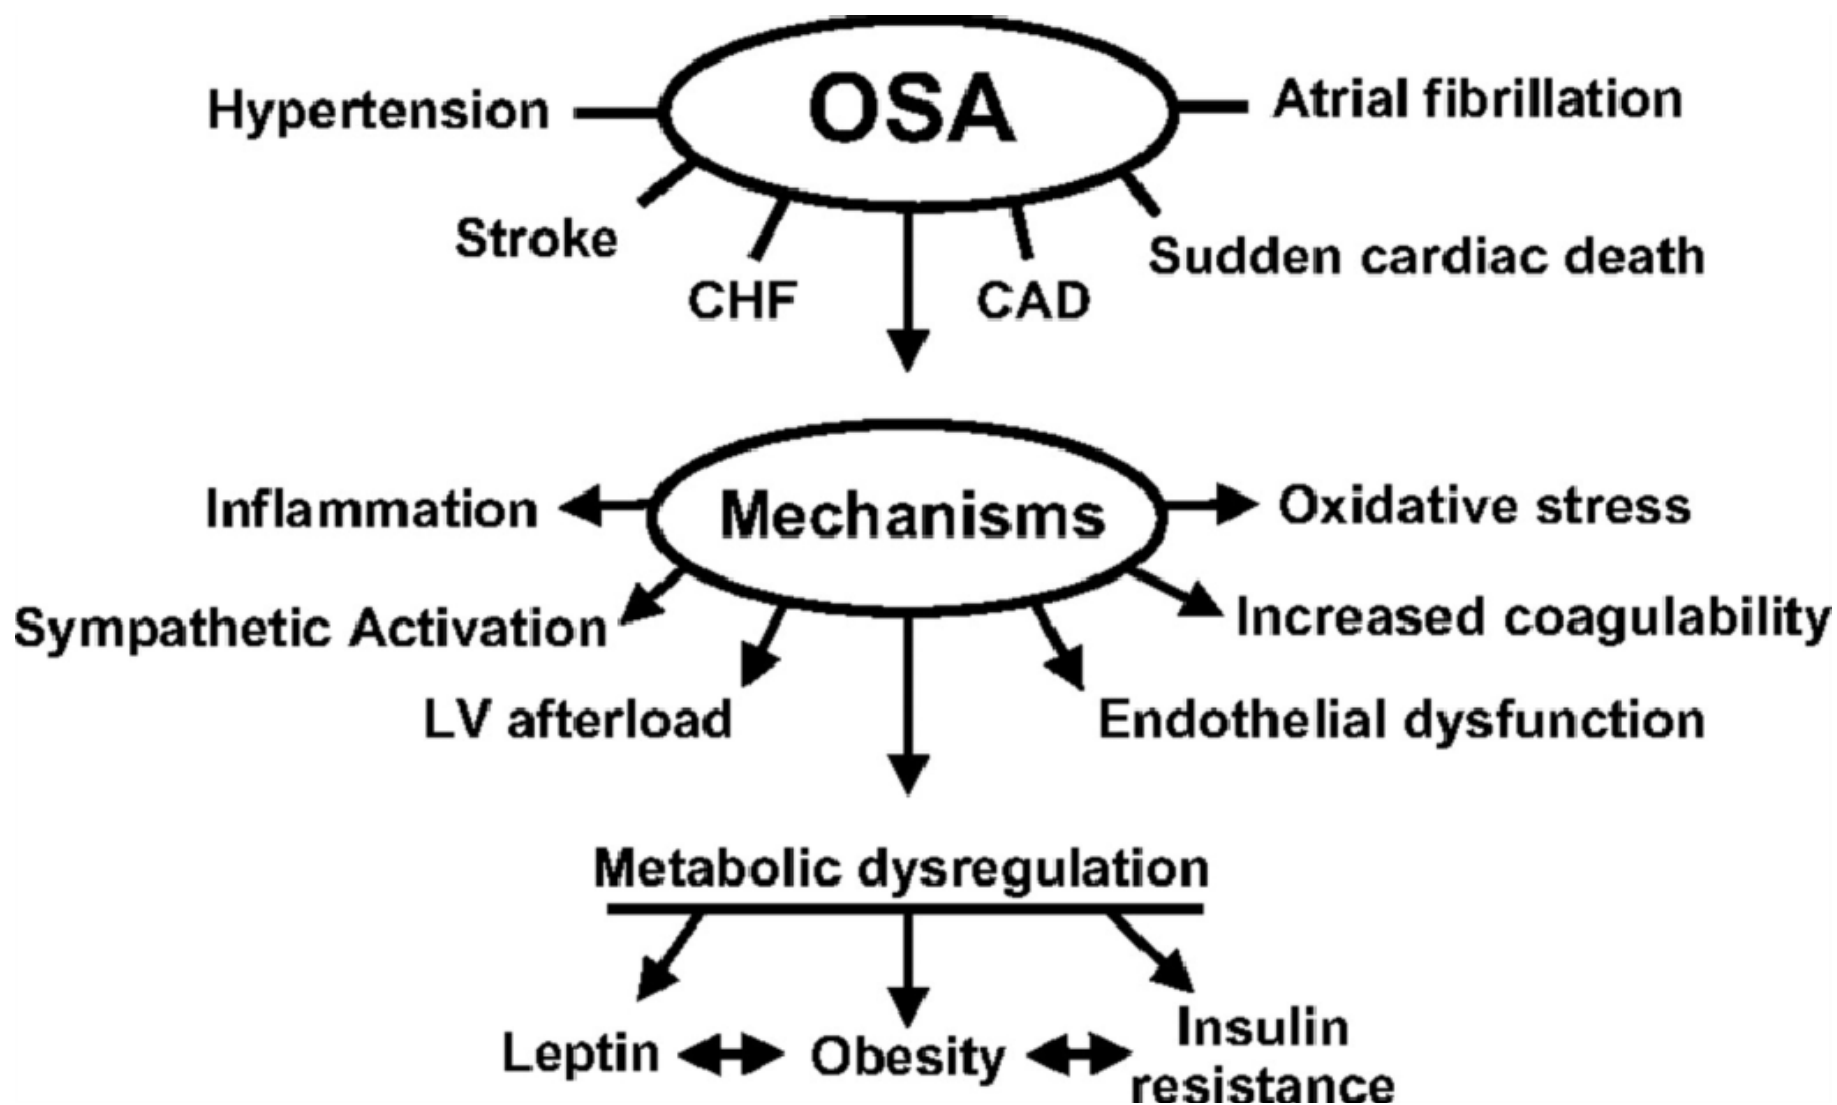 OSA
Hypertension
Atrial fibrillation
Stroke
Sudden cardiac death
CHF
CAD
Mechanisms
Inflammation
Oxidative stress
Sympathetic Activation
Increased coagulability
LV afterload
Endothelial dysfunction
Metabolic dysregulation
Leptin
Obesity
Insulin
resistance